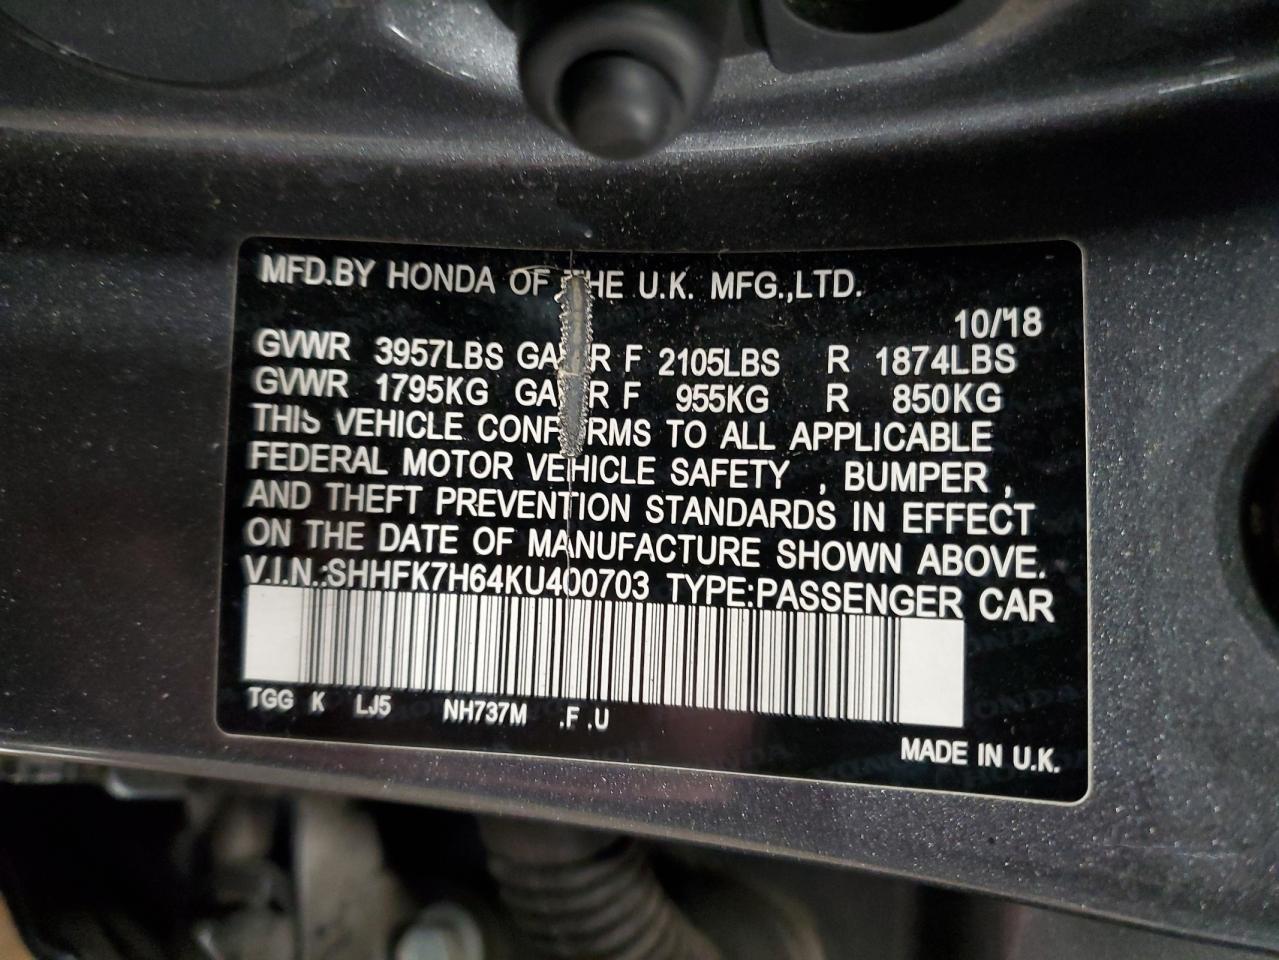 MFD.BY HONDA OF THE U.K. MFG.,LTD.
10/18
GVWR 3957LBS GAWR F 2105LBS R 1874LBS
GVWR 1795KG GAWR F 955KG R 850KG
THIS VEHICLE CONFORMS TO ALL APPLICABLE
FEDERAL MOTOR VEHICLE SAFETY , BUMPER ,
AND THEFT PREVENTION STANDARDS IN EFFECT
ON THE DATE OF MANUFACTURE SHOWN ABOVE.
V.I.N.:SHHFK7H64KU400703 TYPE:PASSENGER CAR
TGG K LJ5 NH737M .F .U
MADE IN U.K.